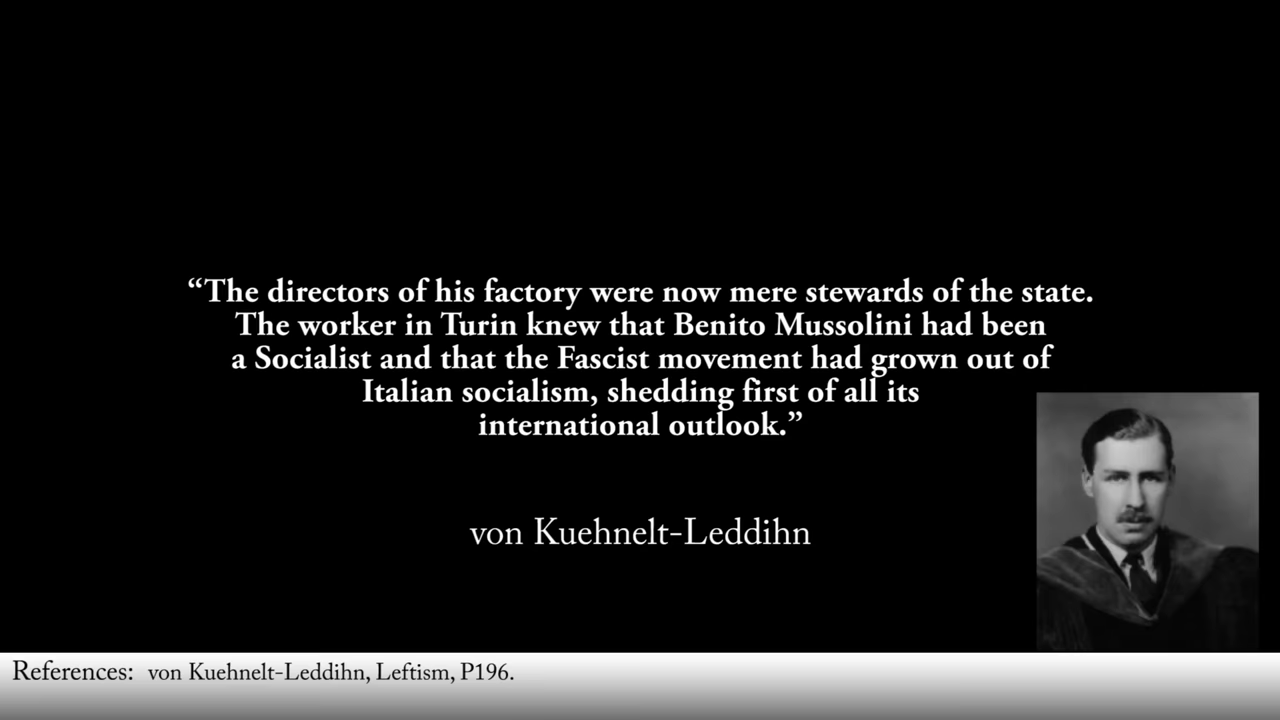 “The directors of his factory were now mere stewards of the state.
The worker in Turin knew that Benito Mussolini had been
a Socialist and that the Fascist movement had grown out of
Italian socialism, shedding first of all its
international outlook.”
von Kuehnelt-Leddihn
References: von Kuehnelt-Leddihn, Leftism, P196.